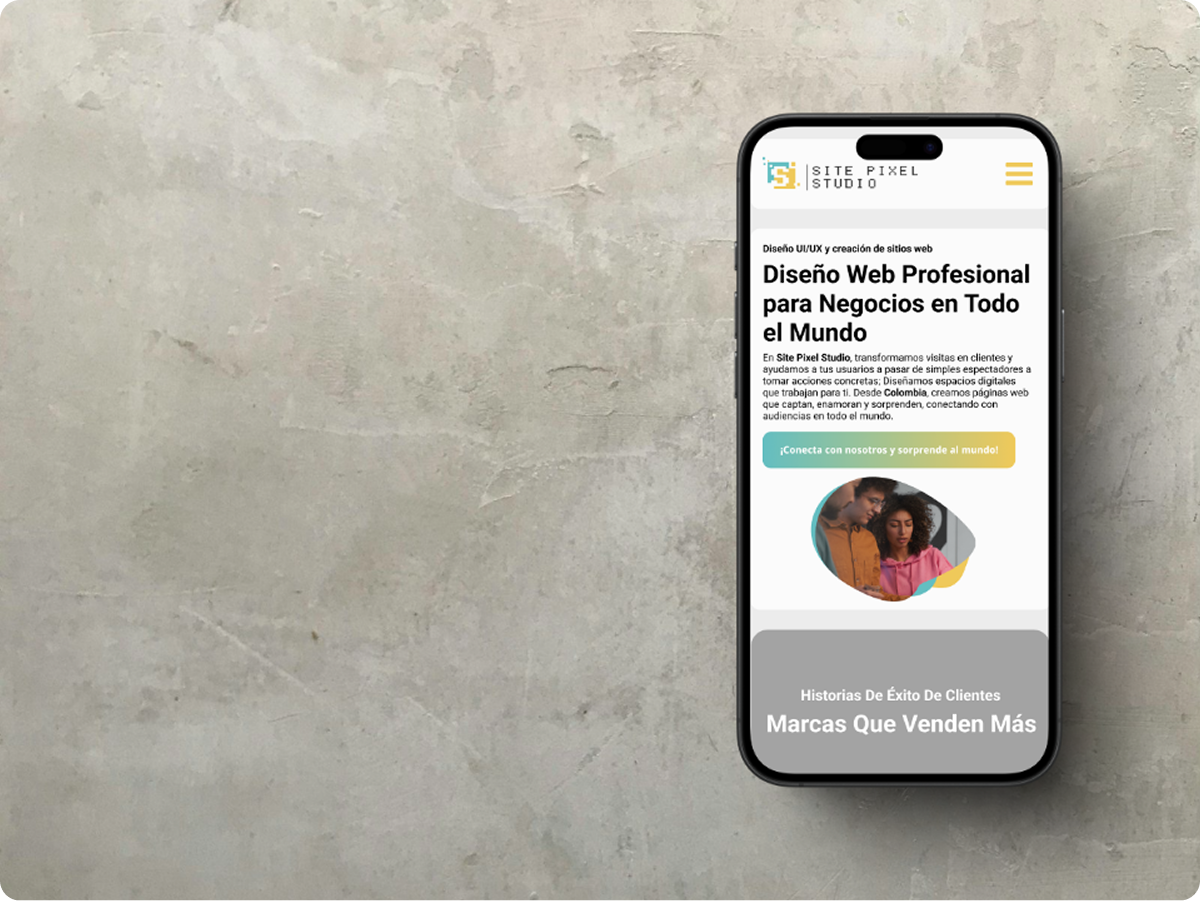 SITE PIXEL
STUDIO
Diseño UI/UX y creación de sitios web
Diseño Web Profesional
para Negocios en Todo
el Mundo
En Site Pixel Studio, transformamos visitas en clientes y
ayudamos a tus usuarios a pasar de simples espectadores a
tomar acciones concretas; Diseñamos espacios digitales
que trabajan para ti. Desde Colombia, creamos páginas web
que captan, enamoran y sorprenden, conectando con
audiencias en todo el mundo.
¡Conecta con nosotros y sorprende al mundo!
Historias De Éxito De Clientes
Marcas Que Venden Más